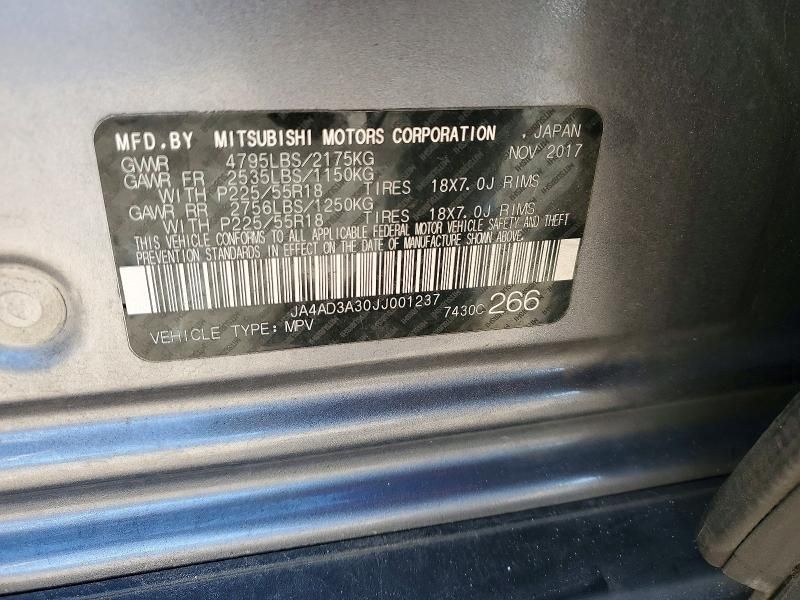 MFD.BY MITSUBISHI MOTORS CORPORATION , JAPAN
GVWR 4795LBS/2175KG NOV 2017
GAWR FR 2535LBS/1150KG
WITH P225/55R18 TIRES 18X7.0J RIMS
GAWR RR 2756LBS/1250KG
WITH P225/55R18 TIRES 18X7.0J RIMS
THIS VEHICLE CONFORMS TO ALL APPLICABLE FEDERAL MOTOR VEHICLE SAFETY AND THEFT
PREVENTION STANDARDS IN EFFECT ON THE DATE OF MANUFACTURE SHOWN ABOVE.
JA4AD3A30JJ001237 7430C 266
VEHICLE TYPE: MPV